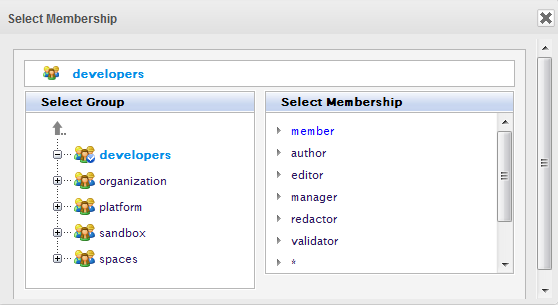 Select Membership
developers
Select Group
..
developers
organization
platform
sandbox
spaces
Select Membership
member
author
editor
manager
redactor
validator
*